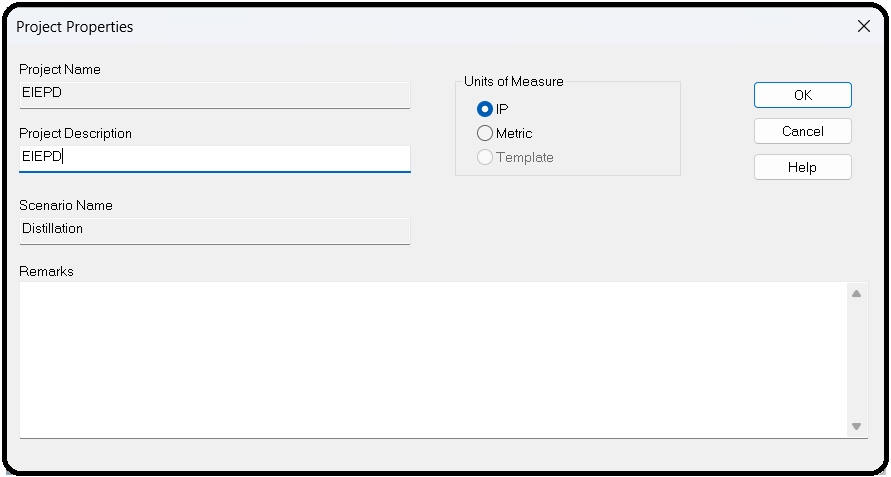 Project Properties
Project Name
EIEPD
Project Description
EIEPD
Scenario Name
Distillation
Units of Measure
IP
Metric
Template
OK
Cancel
Help
Remarks